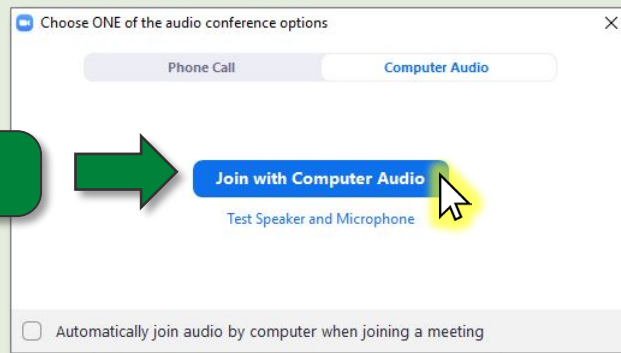 Choose ONE of the audio conference options
Phone Call
Computer Audio
Join with Computer Audio
Test Speaker and Microphone
Automatically join audio by computer when joining a meeting